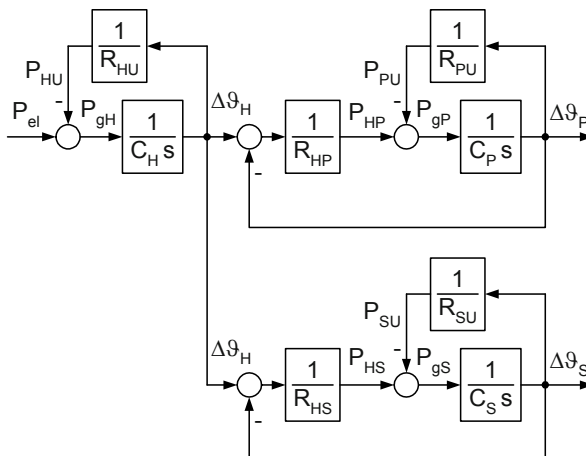 1
R_HU
1
R_PU
P_HU
P_PU
-
-
P_el
P_gH
1
C_H s
Δϑ_H
1
R_HP
P_HP
P_gP
1
C_P s
Δϑ_P
-
1
R_SU
P_SU
-
Δϑ_H
1
R_HS
P_HS
P_gS
1
C_S s
Δϑ_S
-